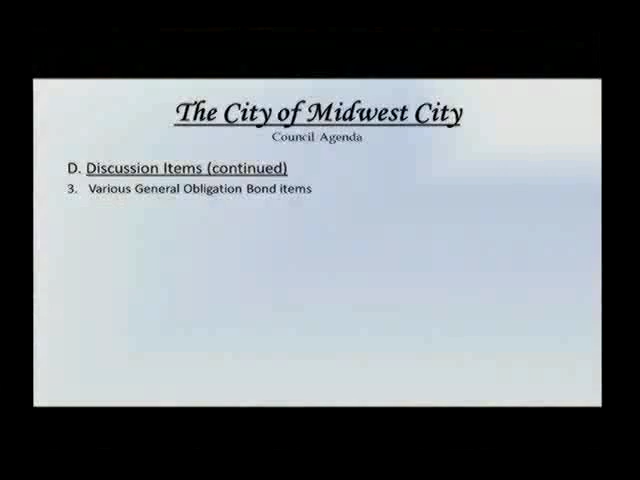 The City of Midwest City
Council Agenda
D. Discussion Items (continued)
3. Various General Obligation Bond items